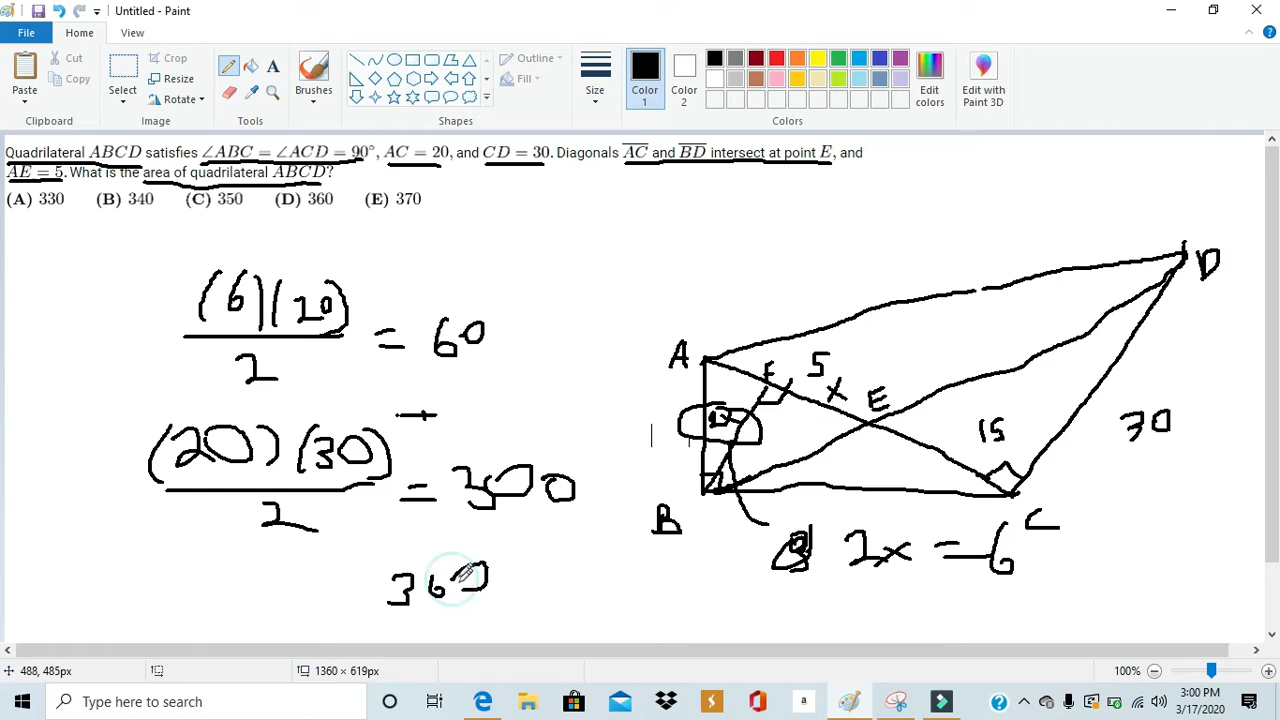 Untitled - Paint
File Home View
Paste
Cut
Copy
Clipboard
Select
Crop
Resize
Rotate
Image
A
Tools
Brushes
Outline
Fill
Shapes
Size
Color 1
Color 2
Colors
Edit colors
Edit with Paint 3D
Quadrilateral ABCD satisfies ∠ABC = ∠ACD = 90°, AC = 20, and CD = 30. Diagonals AC and BD intersect at point E, and
AE = 5. What is the area of quadrilateral ABCD?
(A) 330 (B) 340 (C) 350 (D) 360 (E) 370
(6)(20)
2
= 60
+
(20)(30)
2
= 300
360
D
A
F
5
x
E
15
30
B
C
2x = 6
488, 485px
1360 × 619px
100%
Type here to search
a
3:00 PM
3/17/2020